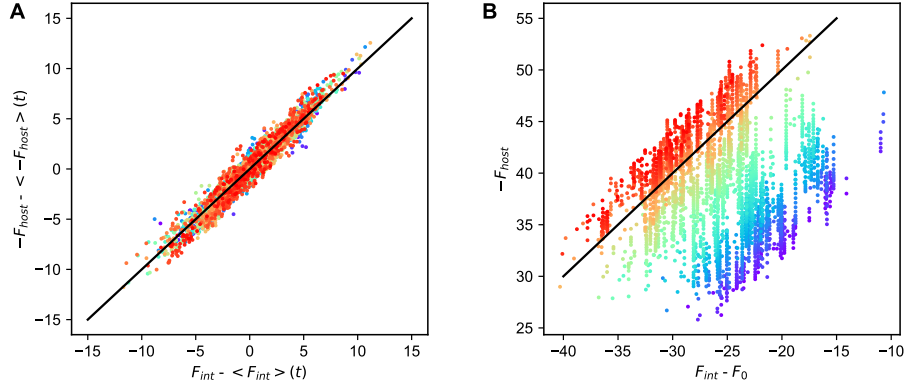 A
15
10
5
0
−5
−10
−15
−F_host - < −F_host > (t)
−15 −10 −5 0 5 10 15
F_int - < F_int > (t)
B
55
50
45
40
35
30
25
−F_host
−40 −35 −30 −25 −20 −15 −10
F_int - F_0